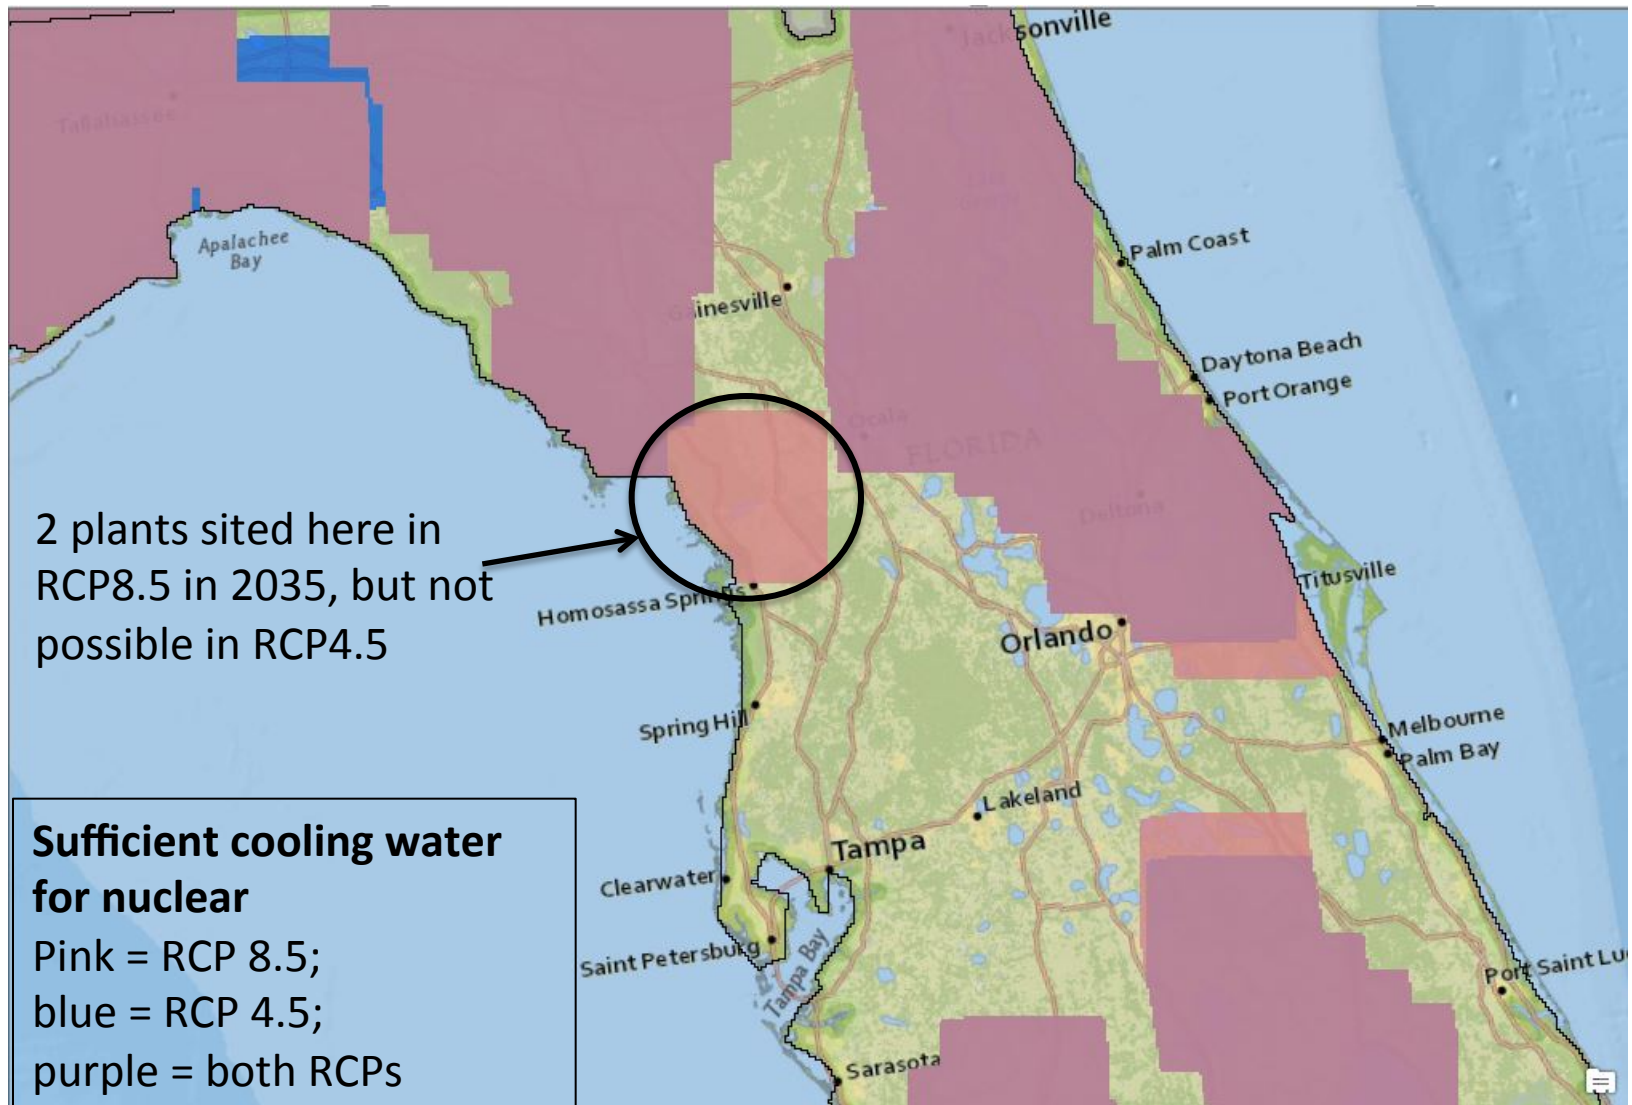 Jacksonville
Tallahassee
Apalachee
Bay
Palm Coast
Gainesville
Daytona Beach
Port Orange
Ocala
FLORIDA
Deltona
2 plants sited here in
RCP8.5 in 2035, but not
possible in RCP4.5
Homosassa Springs
Titusville
Orlando
Spring Hill
Melbourne
Palm Bay
Lakeland
Tampa
Clearwater
Saint Petersburg
Tampa Bay
Port Saint Luc
Sarasota
Sufficient cooling water
for nuclear
Pink = RCP 8.5;
blue = RCP 4.5;
purple = both RCPs